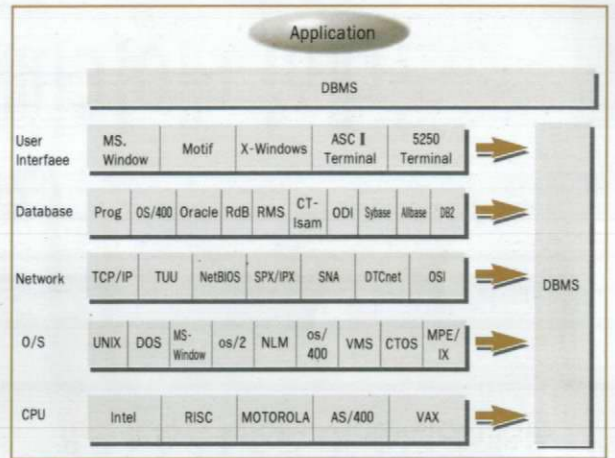 Application
DBMS
User Interfaee
MS. Window
Motif
X-Windows
ASC Ⅱ Terminal
5250 Terminal
Database
Prog
OS/400
Oracle
RdB
RMS
CT-Isam
ODI
Sybase
Allbase
DB2
Network
TCP/IP
TUU
NetBIOS
SPX/IPX
SNA
DTCnet
OSI
DBMS
O/S
UNIX
DOS
MS-Window
os/2
NLM
os/400
VMS
CTOS
MPE/IX
CPU
Intel
RISC
MOTOROLA
AS/400
VAX